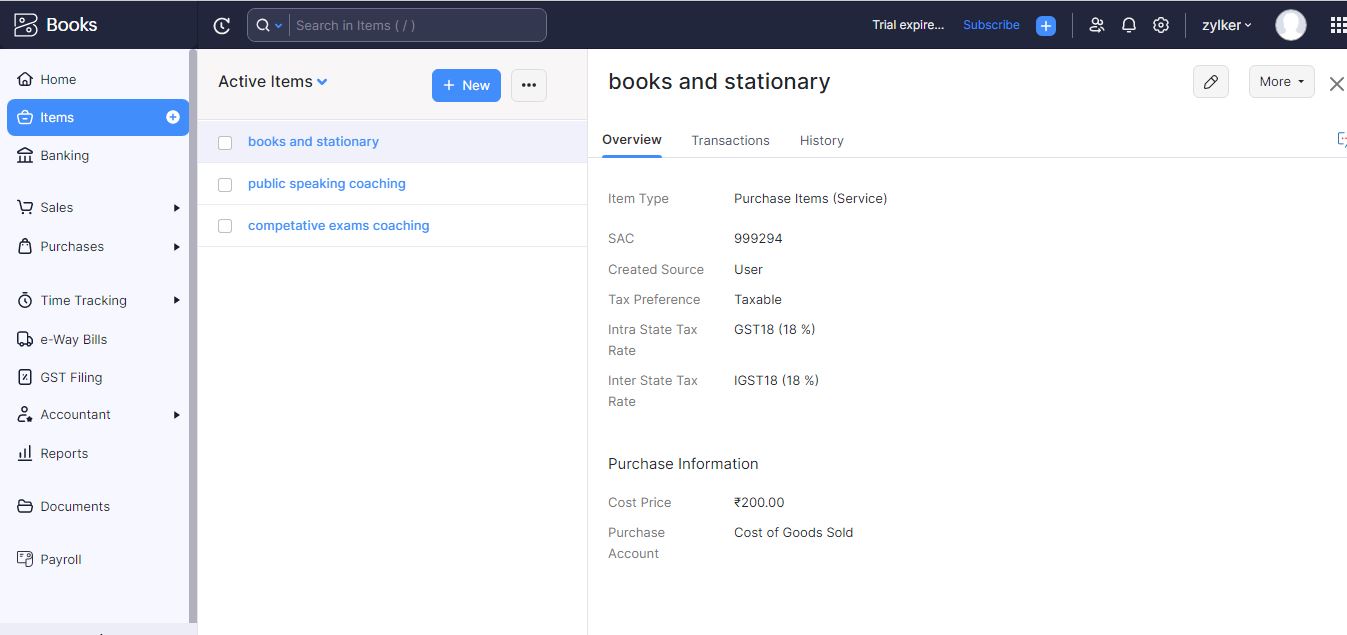 Books
Search in Items ( / )
Trial expire...
Subscribe
zylker
Home
Items
Banking
Sales
Purchases
Time Tracking
e-Way Bills
GST Filing
Accountant
Reports
Documents
Payroll
Active Items
+ New
books and stationary
public speaking coaching
competative exams coaching
books and stationary
More
Overview Transactions History
Item Type Purchase Items (Service)
SAC 999294
Created Source User
Tax Preference Taxable
Intra State Tax GST18 (18 %)
Rate
Inter State Tax IGST18 (18 %)
Rate
Purchase Information
Cost Price ₹200.00
Purchase Cost of Goods Sold
Account